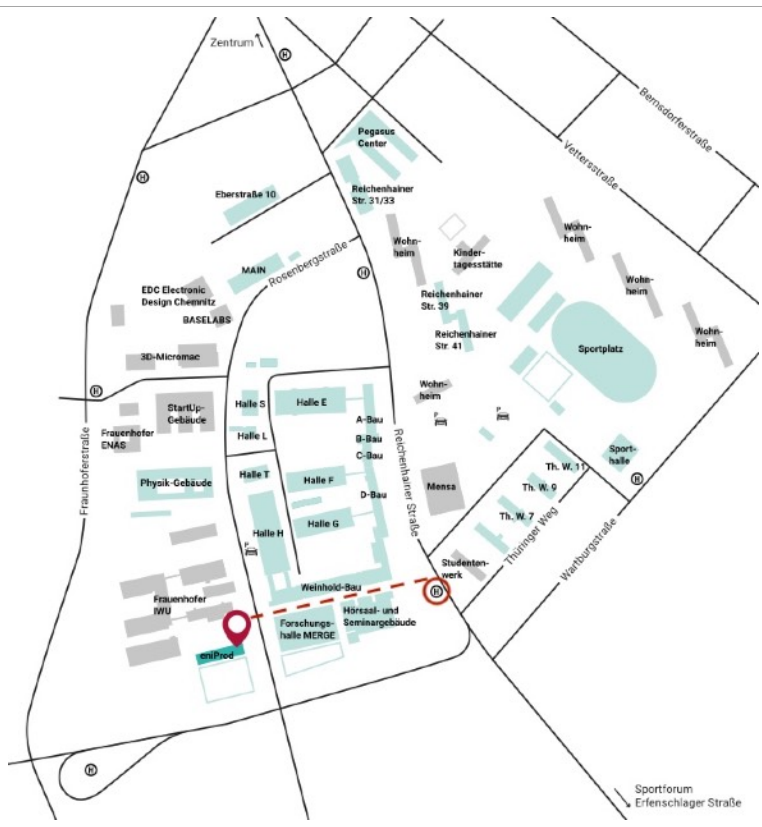 Zentrum
H
Bernsdorferstraße
Pegasus
Center
Vettersstraße
H
Eberstraße 10
Reichenhainer
Str. 31/33
Wohn-
heim
Wohn-
heim
Kinder-
tagesstätte
Rosenbergstraße
MAIN
H
Wohn-
heim
EDC Electronic
Design Chemnitz
BASELABS
Reichenhainer
Str. 39
Reichenhainer
Str. 41
Wohn-
heim
Sportplatz
3D-Micromac
H
Wohn-
heim
StartUp-
Gebäude
Halle S
Halle E
P
P
A-Bau
Frauenhofer
ENAS
Halle L
B-Bau
C-Bau
Sport-
halle
Fraunhoferstraße
Reichenhainer Straße
Physik-Gebäude
Halle T
Halle F
Mensa
Th. W. 11
Th. W. 9
H
D-Bau
Th. W. 7
Halle H
Halle G
Thüringer Weg
Wartburgstraße
P
Studenten-
werk
Weinhold-Bau
H
Frauenhofer
IWU
Forschungs-
halle MERGE
Hörsaal- und
Seminargebäude
eniProd
H
Sportforum
Erfenschlager Straße